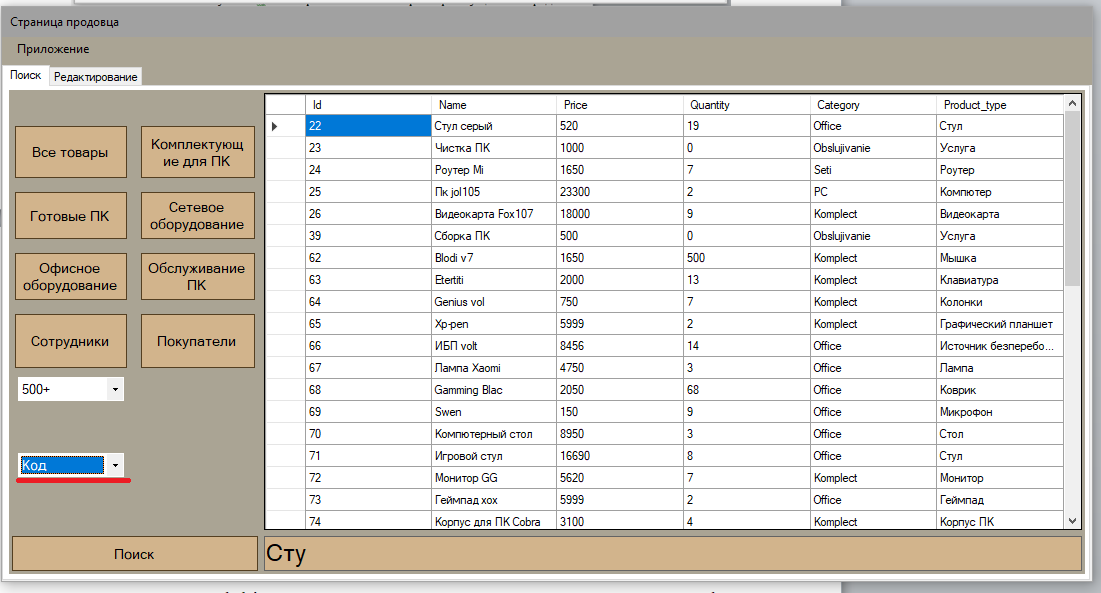 Страница продовца
Приложение
Поиск Редактирование
Все товары
Комплектующ
ие для ПК
Готовые ПК
Сетевое
оборудование
Офисное
оборудование
Обслуживание
ПК
Сотрудники
Покупатели
500+
Код
Id Name Price Quantity Category Product_type
22 Стул серый 520 19 Office Стул
23 Чистка ПК 1000 0 Obslujivanie Услуга
24 Роутер Mi 1650 7 Seti Роутер
25 Пк jol105 23300 2 PC Компютер
26 Видеокарта Fox107 18000 9 Komplect Видеокарта
39 Сборка ПК 500 0 Obslujivanie Услуга
62 Blodi v7 1650 500 Komplect Мышка
63 Etertiti 2000 13 Komplect Клавиатура
64 Genius vol 750 7 Komplect Колонки
65 Xp-pen 5999 2 Komplect Графический планшет
66 ИБП volt 8456 14 Office Источник безперебо...
67 Лампа Xaomi 4750 3 Office Лампа
68 Gamming Blac 2050 68 Office Коврик
69 Swen 150 9 Office Микрофон
70 Компютерный стол 8950 3 Office Стол
71 Игровой стул 16690 8 Office Стул
72 Монитор GG 5620 7 Komplect Монитор
73 Геймпад xox 5999 2 Office Геймпад
74 Корпус для ПК Cobra 3100 4 Komplect Корпус ПК
Поиск
Сту